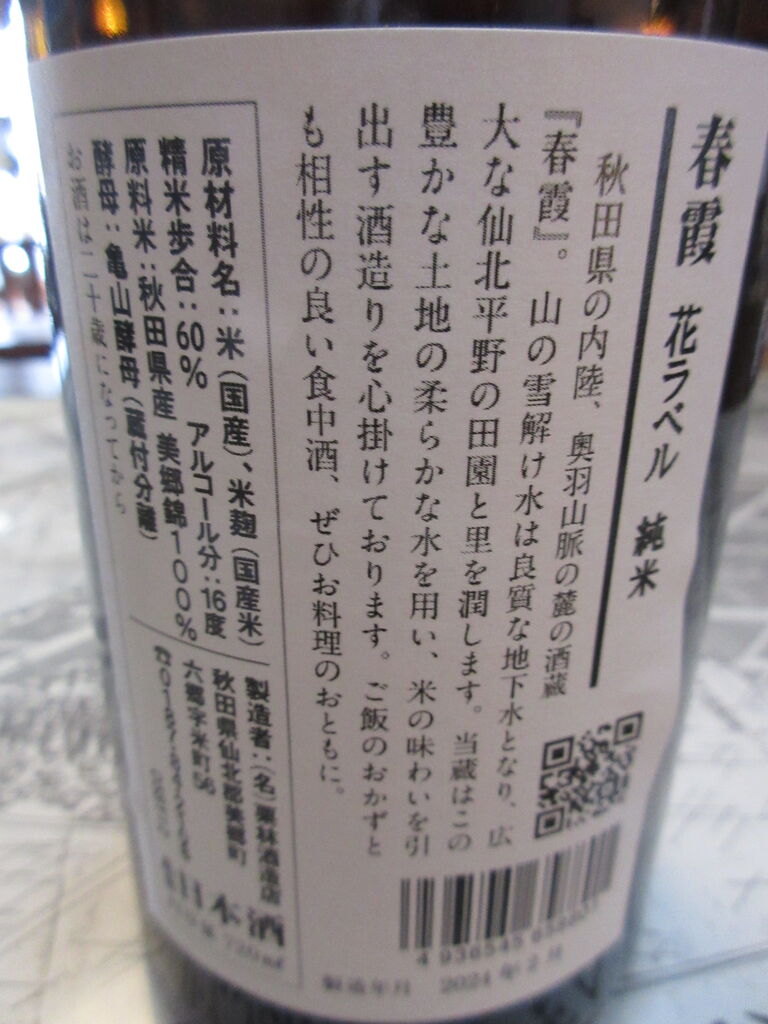 春霞 花ラベル 純米
秋田県の内陸、奥羽山脈の麓の酒蔵
『春霞』。山の雪解け水は良質な地下水となり、広
大な仙北平野の田園と里を潤します。当蔵はこの
豊かな土地の柔らかな水を用い、米の味わいを引
出す酒造りを心掛けております。ご飯のおかずと
も相性の良い食中酒、ぜひお料理のおともに。
原材料名：米（国産）、米麹（国産米）
精米歩合：60％ アルコール分：16度
原料米：秋田県産 美郷錦100％
酵母：亀山酵母（蔵付分離）
お酒は二十歳になってから
製造者：（名）栗林酒造店
秋田県仙北郡美郷町
六郷字米町56
日本酒
720ml
4 936545
製造年月 2024年2月